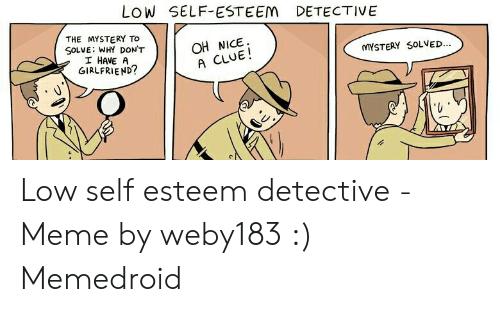 LOW SELF-ESTEEM DETECTIVE
THE MYSTERY TO
SOLVE: WHY DON'T
I HAVE A
GIRLFRIEND?
OH NICE,
A CLUE!
MYSTERY SOLVED...
Low self esteem detective -
Meme by weby183 :)
Memedroid